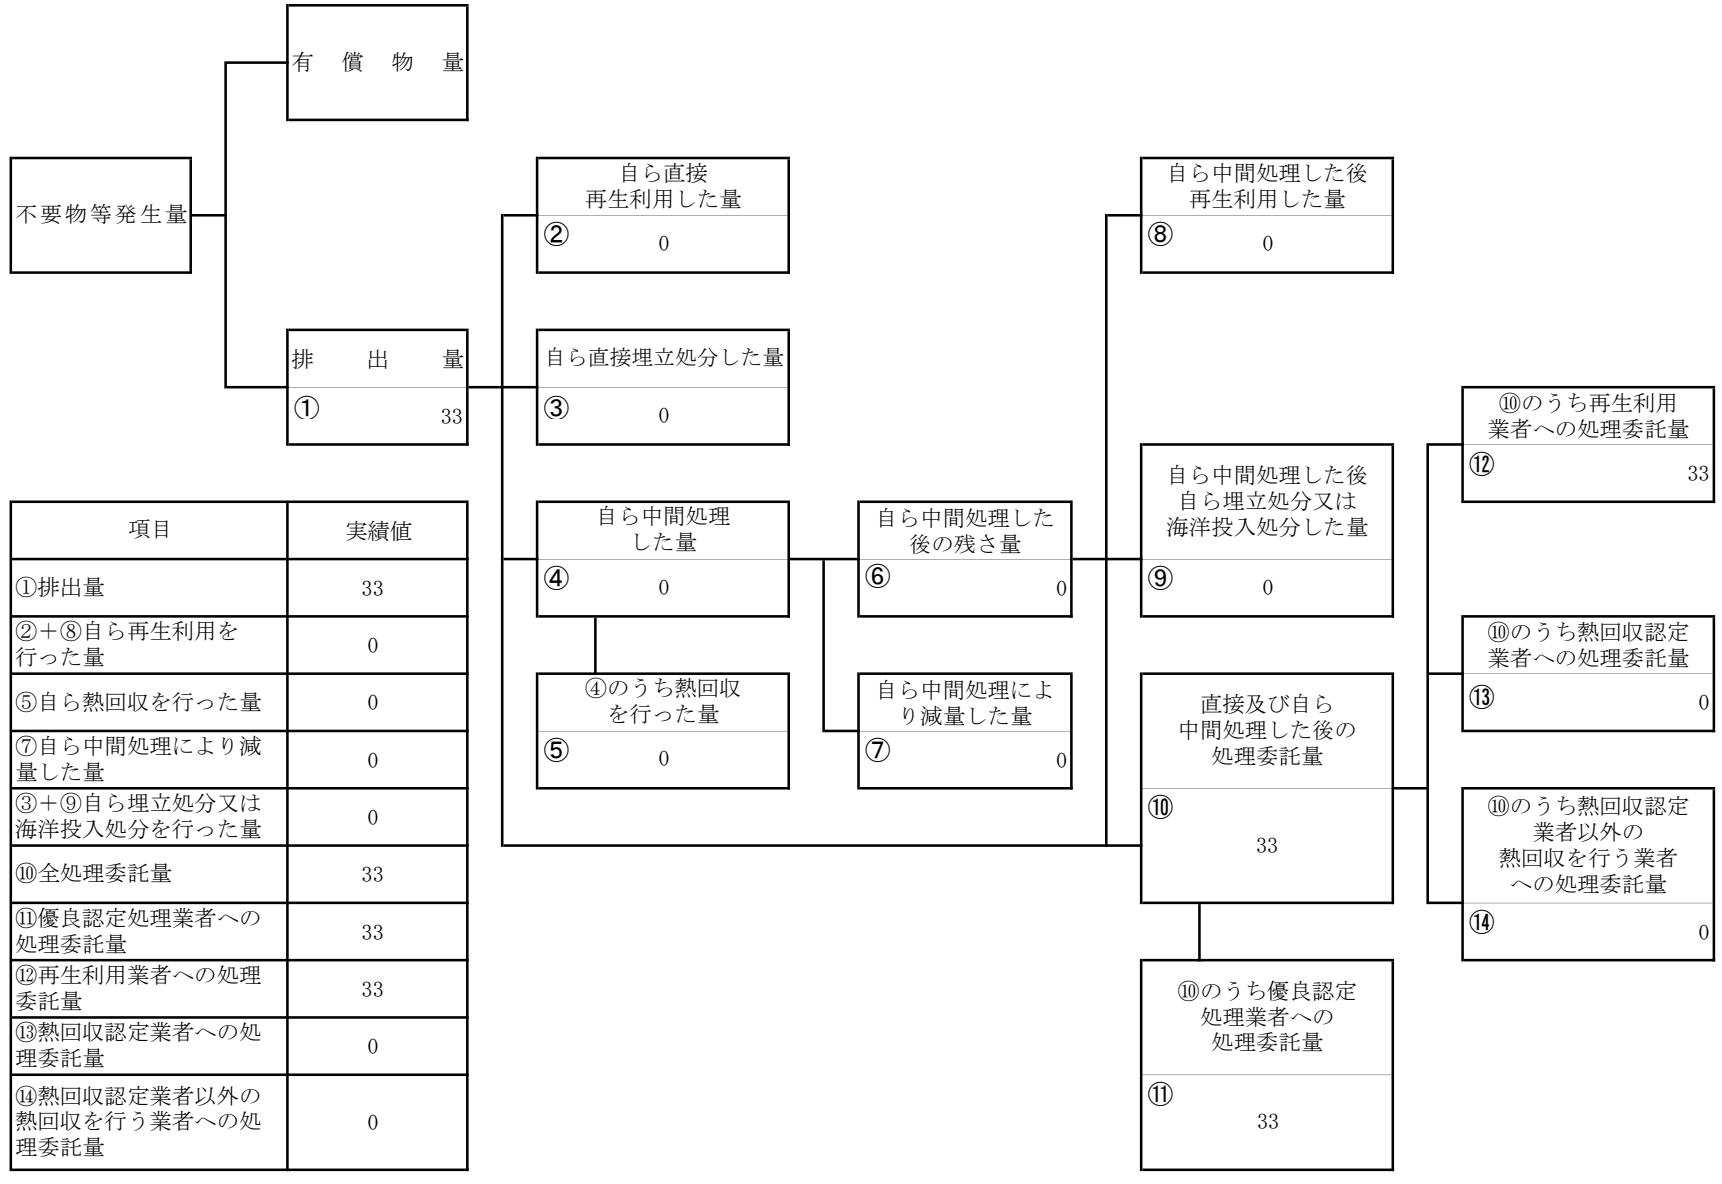 有償物量
不要物等発生量
自ら直接
再生利用した量
②
0
自ら中間処理した後
再生利用した量
⑧
0
排出量
①
33
自ら直接埋立処分した量
③
0
⑩のうち再生利用
業者への処理委託量
⑫
33
自ら中間処理
した量
④
0
自ら中間処理した
後の残さ量
⑥
0
自ら中間処理した後
自ら埋立処分又は
海洋投入処分した量
⑨
0
⑩のうち熱回収認定
業者への処理委託量
⑬
0
④のうち熱回収
を行った量
⑤
0
自ら中間処理によ
り減量した量
⑦
0
直接及び自ら
中間処理した後の
処理委託量
⑩
33
⑩のうち熱回収認定
業者以外の
熱回収を行う業者
への処理委託量
⑭
0
⑩のうち優良認定
処理業者への
処理委託量
⑪
33
項目
実績値
①排出量
33
②＋⑧自ら再生利用を
行った量
0
⑤自ら熱回収を行った量
0
⑦自ら中間処理により減
量した量
0
③＋⑨自ら埋立処分又は
海洋投入処分を行った量
0
⑩全処理委託量
33
⑪優良認定処理業者への
処理委託量
33
⑫再生利用業者への処理
委託量
33
⑬熱回収認定業者への処
理委託量
0
⑭熱回収認定業者以外の
熱回収を行う業者への処
理委託量
0